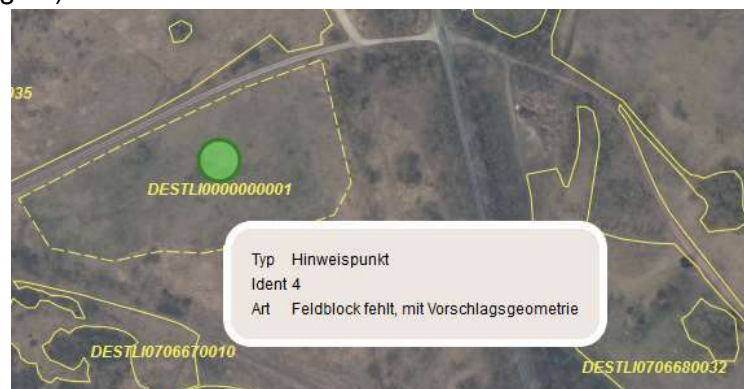 035
DESTLI0000000001
Typ Hinweispunkt
Ident 4
Art Feldblock fehlt, mit Vorschlagsgeometrie
DESTLI0706670010
DESTLI0706680032